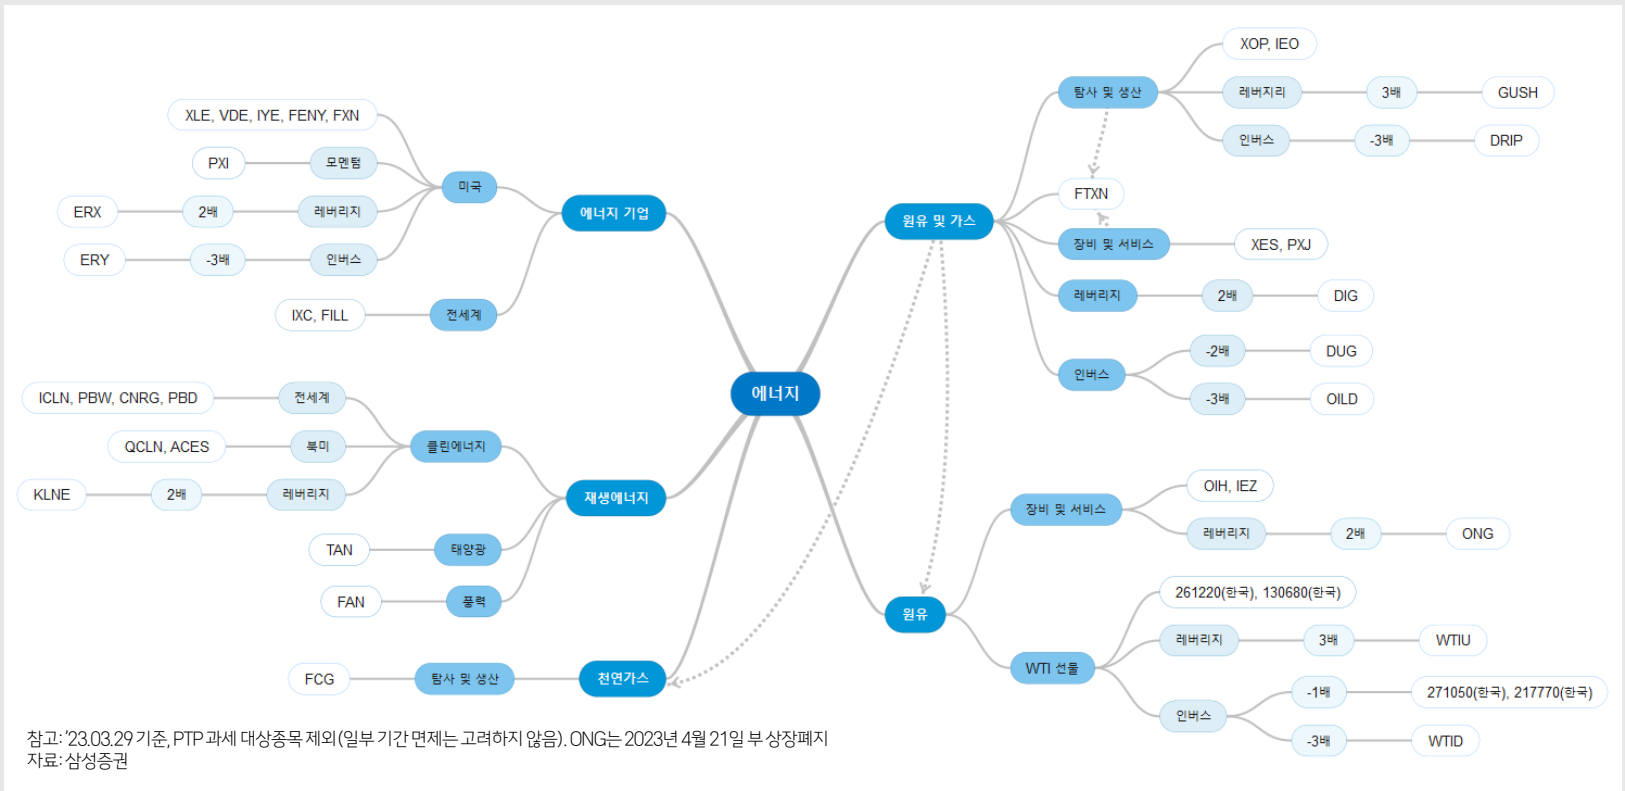 에너지
에너지 기업
미국
XLE, VDE, IYE, FENY, FXN
모멘텀
PXI
레버리지
2배
ERX
인버스
-3배
ERY
전세계
IXC, FILL
재생에너지
클린에너지
전세계
ICLN, PBW, CNRG, PBD
북미
QCLN, ACES
레버리지
2배
KLNE
태양광
TAN
풍력
FAN
천연가스
탐사 및 생산
FCG
원유 및 가스
탐사 및 생산
XOP, IEO
레버지리
3배
GUSH
인버스
-3배
DRIP
FTXN
장비 및 서비스
XES, PXJ
레버리지
2배
DIG
인버스
-2배
DUG
-3배
OILD
원유
장비 및 서비스
OIH, IEZ
레버리지
2배
ONG
WTI 선물
261220(한국), 130680(한국)
레버리지
3배
WTIU
인버스
-1배
271050(한국), 217770(한국)
-3배
WTID
참고: ’23.03.29 기준, PTP 과세 대상종목 제외 (일부 기간 면제는 고려하지 않음). ONG는 2023년 4월 21일 부 상장폐지
자료: 삼성증권